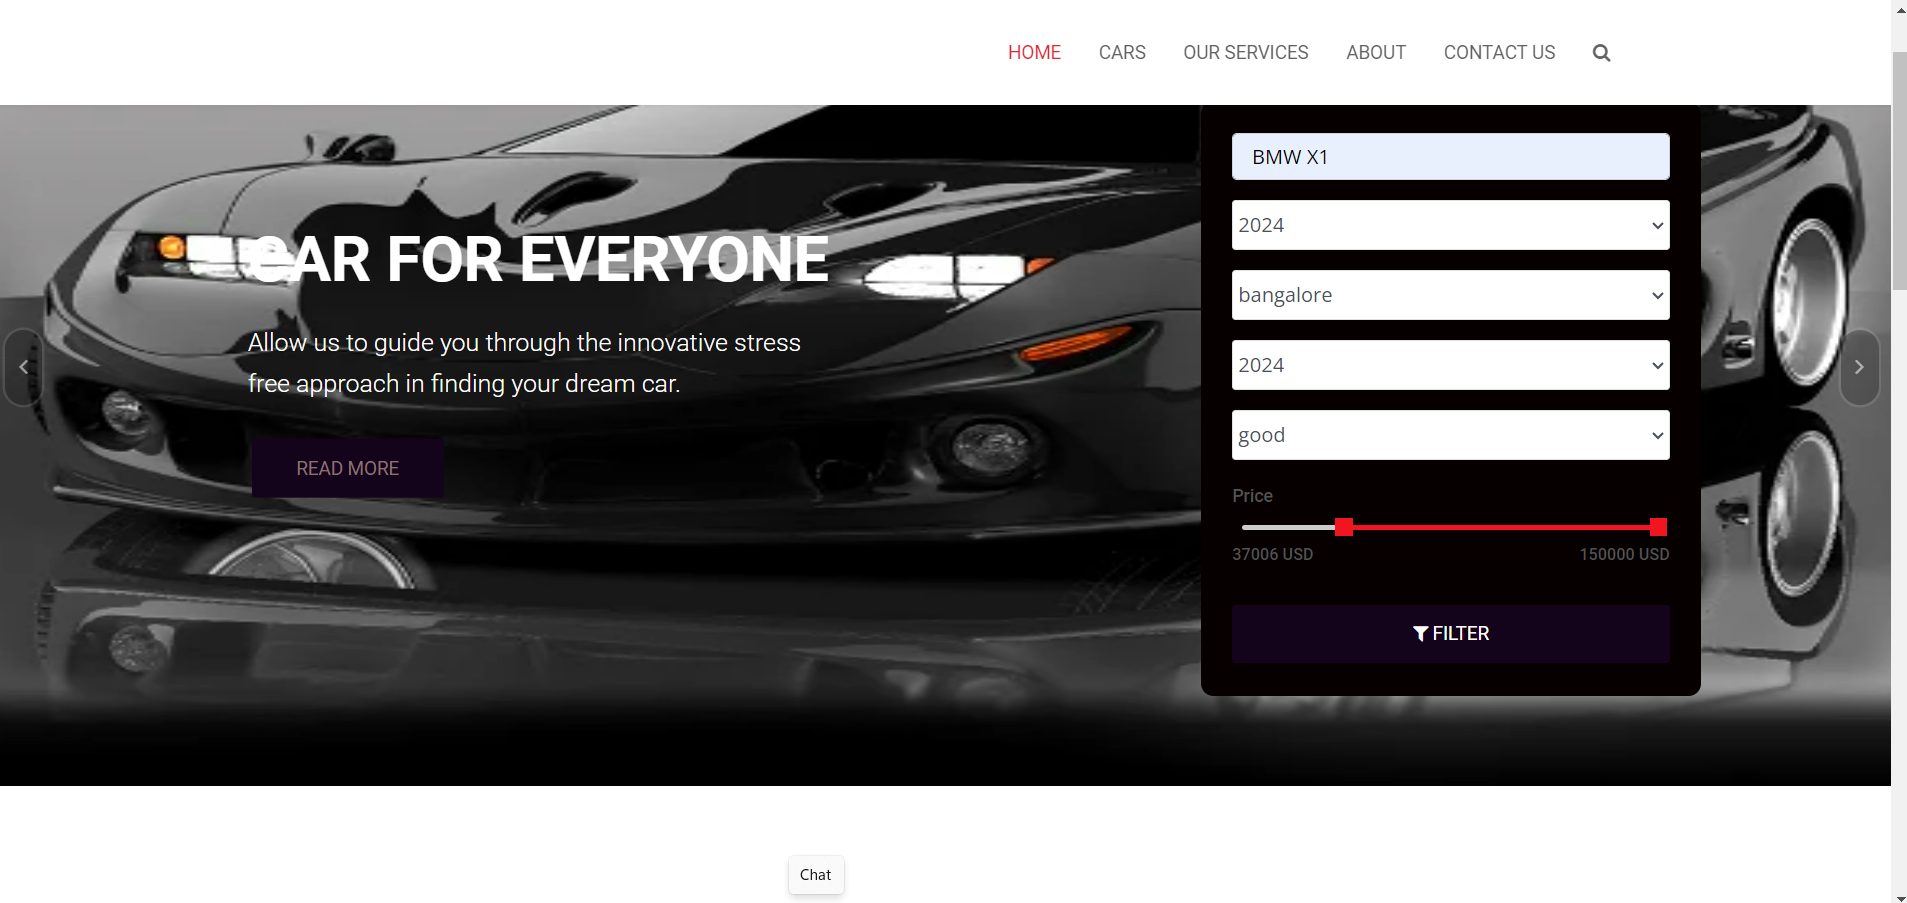 HOME CARS OUR SERVICES ABOUT CONTACT US
CAR FOR EVERYONE
Allow us to guide you through the innovative stress
free approach in finding your dream car.
READ MORE
BMW X1
2024
bangalore
2024
good
Price
37006 USD 150000 USD
FILTER
Chat